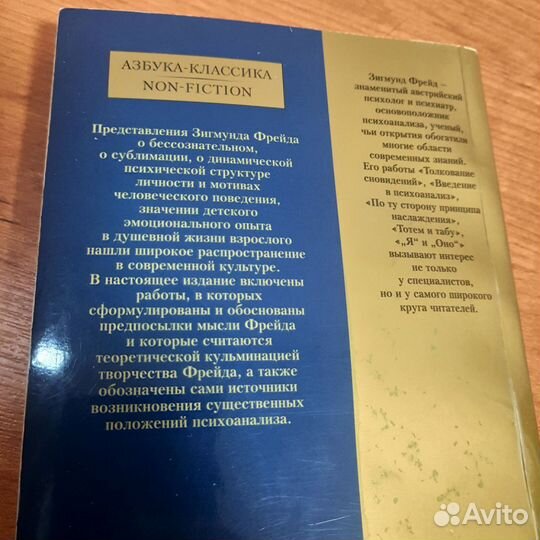 АЗБУКА-КЛАССИКА
NON-FICTION
Представления Зигмунда Фрейда
о бессознательном,
о сублимации, о динамической
психической структуре
личности и мотивах
человеческого поведения,
значении детского
эмоционального опыта
в душевной жизни взрослого
нашли широкое распространение
в современной культуре.
В настоящее издание включены
работы, в которых
сформулированы и обоснованы
предпосылки мысли Фрейда
и которые считаются
теоретической кульминацией
творчества Фрейда, а также
обозначены сами источники
возникновения существенных
положений психоанализа.
Зигмунд Фрейд –
знаменитый австрийский
психолог и психиатр,
основоположник
психоанализа, ученый,
чьи открытия обогатили
многие области
современных знаний.
Его работы «Толкование
сновидений», «Введение
в психоанализ»,
«По ту сторону принципа
наслаждения»,
«Тотем и табу»,
«„Я“ и „Оно“»
вызывают интерес
не только
у специалистов,
но и у самого широкого
круга читателей.
Avito